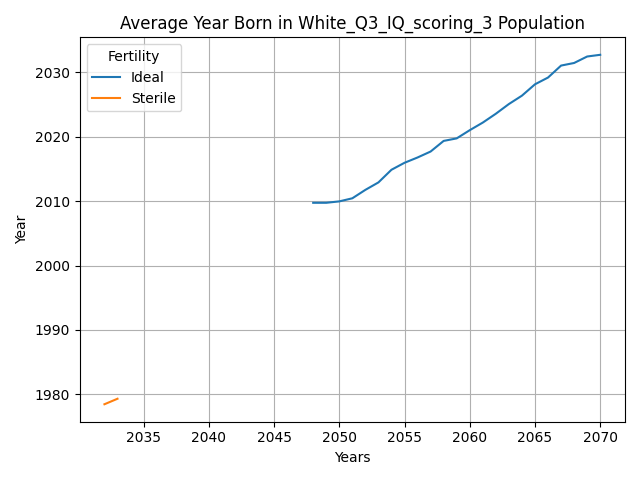 Average Year Born in White_Q3_IQ_scoring_3 Population
Fertility
Ideal
Sterile
Year
2030
2020
2010
2000
1990
1980
2035 2040 2045 2050 2055 2060 2065 2070
Years